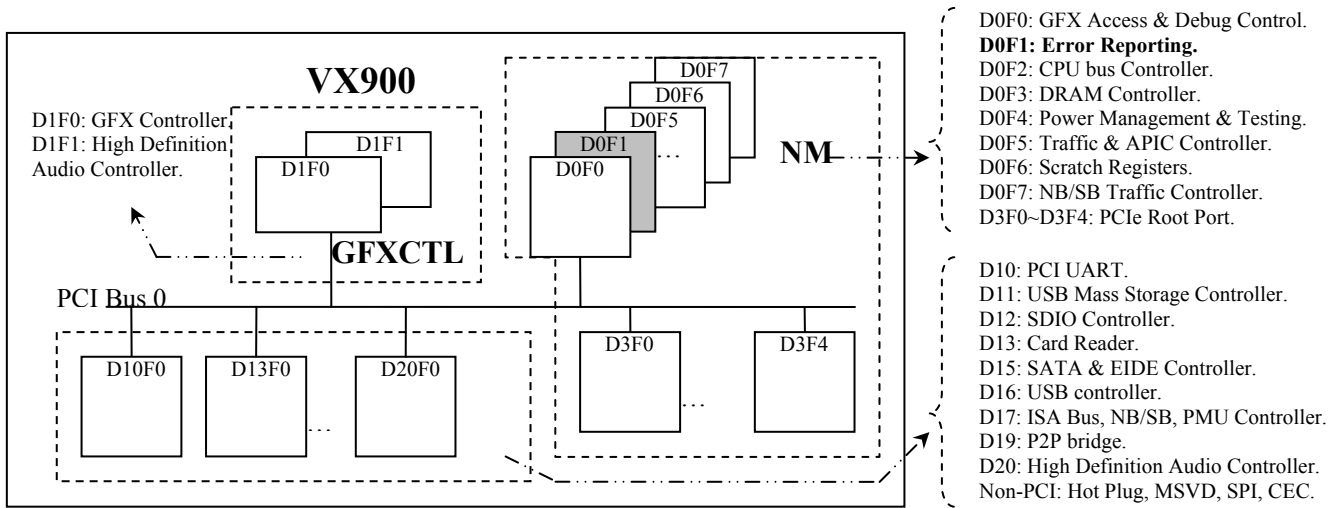 VX900
D1F0: GFX Controller.
D1F1: High Definition
Audio Controller.
D1F1
D1F0
GFXCTL
D0F7
D0F6
D0F5
D0F1
...
D0F0
NM
PCI Bus 0
D10F0
D13F0
...
D20F0
D3F0
...
D3F4
D0F0: GFX Access & Debug Control.
D0F1: Error Reporting.
D0F2: CPU bus Controller.
D0F3: DRAM Controller.
D0F4: Power Management & Testing.
D0F5: Traffic & APIC Controller.
D0F6: Scratch Registers.
D0F7: NB/SB Traffic Controller.
D3F0~D3F4: PCIe Root Port.
D10: PCI UART.
D11: USB Mass Storage Controller.
D12: SDIO Controller.
D13: Card Reader.
D15: SATA & EIDE Controller.
D16: USB controller.
D17: ISA Bus, NB/SB, PMU Controller.
D19: P2P bridge.
D20: High Definition Audio Controller.
Non-PCI: Hot Plug, MSVD, SPI, CEC.